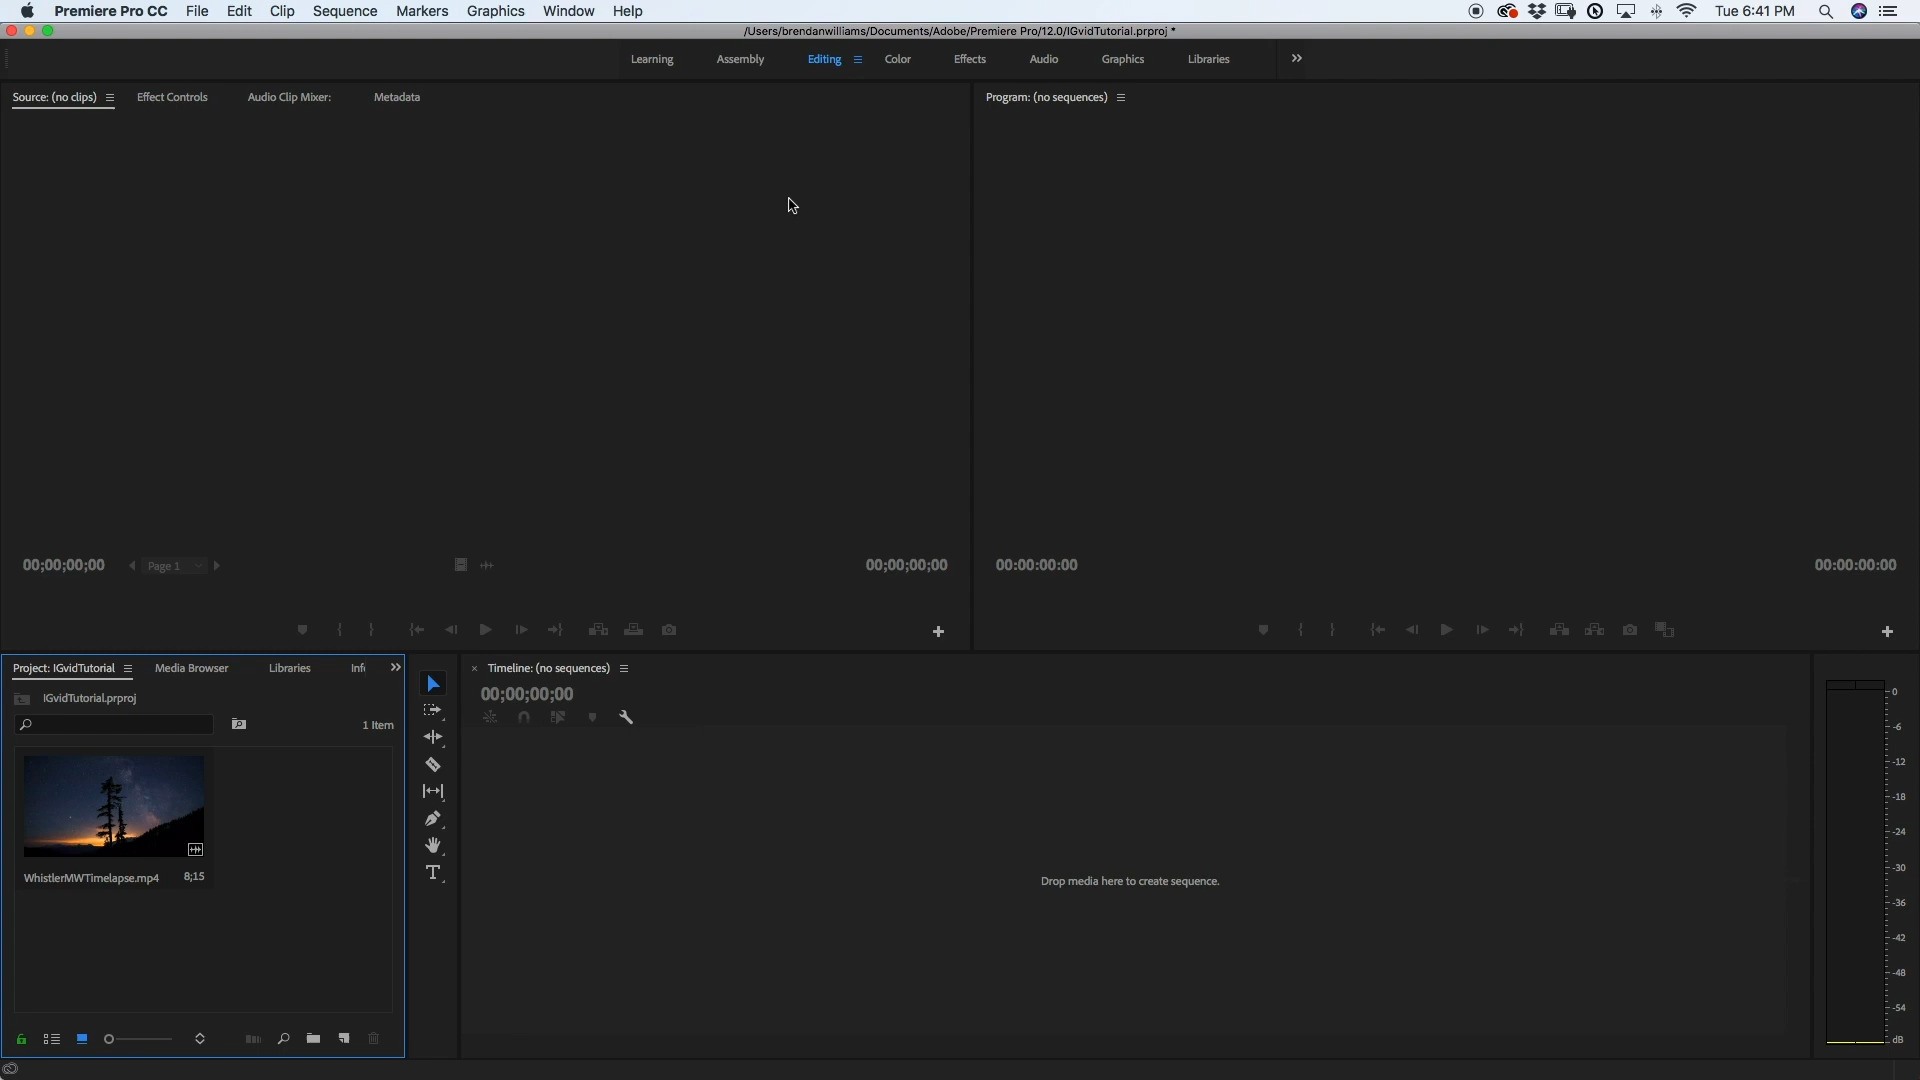 Premiere Pro CC File Edit Clip Sequence Markers Graphics Window Help Tue 6:41 PM
/Users/brendanwilliams/Documents/Adobe/Premiere Pro/12.0/IGvidTutorial.prproj *
Learning Assembly Editing Color Effects Audio Graphics Libraries
Source: (no clips) Effect Controls Audio Clip Mixer: Metadata
Program: (no sequences)
00;00;00;00 Page 1 00;00;00;00
00:00:00:00 00:00:00:00
Project: IGvidTutorial Media Browser Libraries Inf
IGvidTutorial.prproj
1 Item
WhistlerMWTimelapse.mp4 8;15
Timeline: (no sequences)
00;00;00;00
Drop media here to create sequence.
0
-6
-12
-18
-24
-30
-36
-42
-48
-54
dB